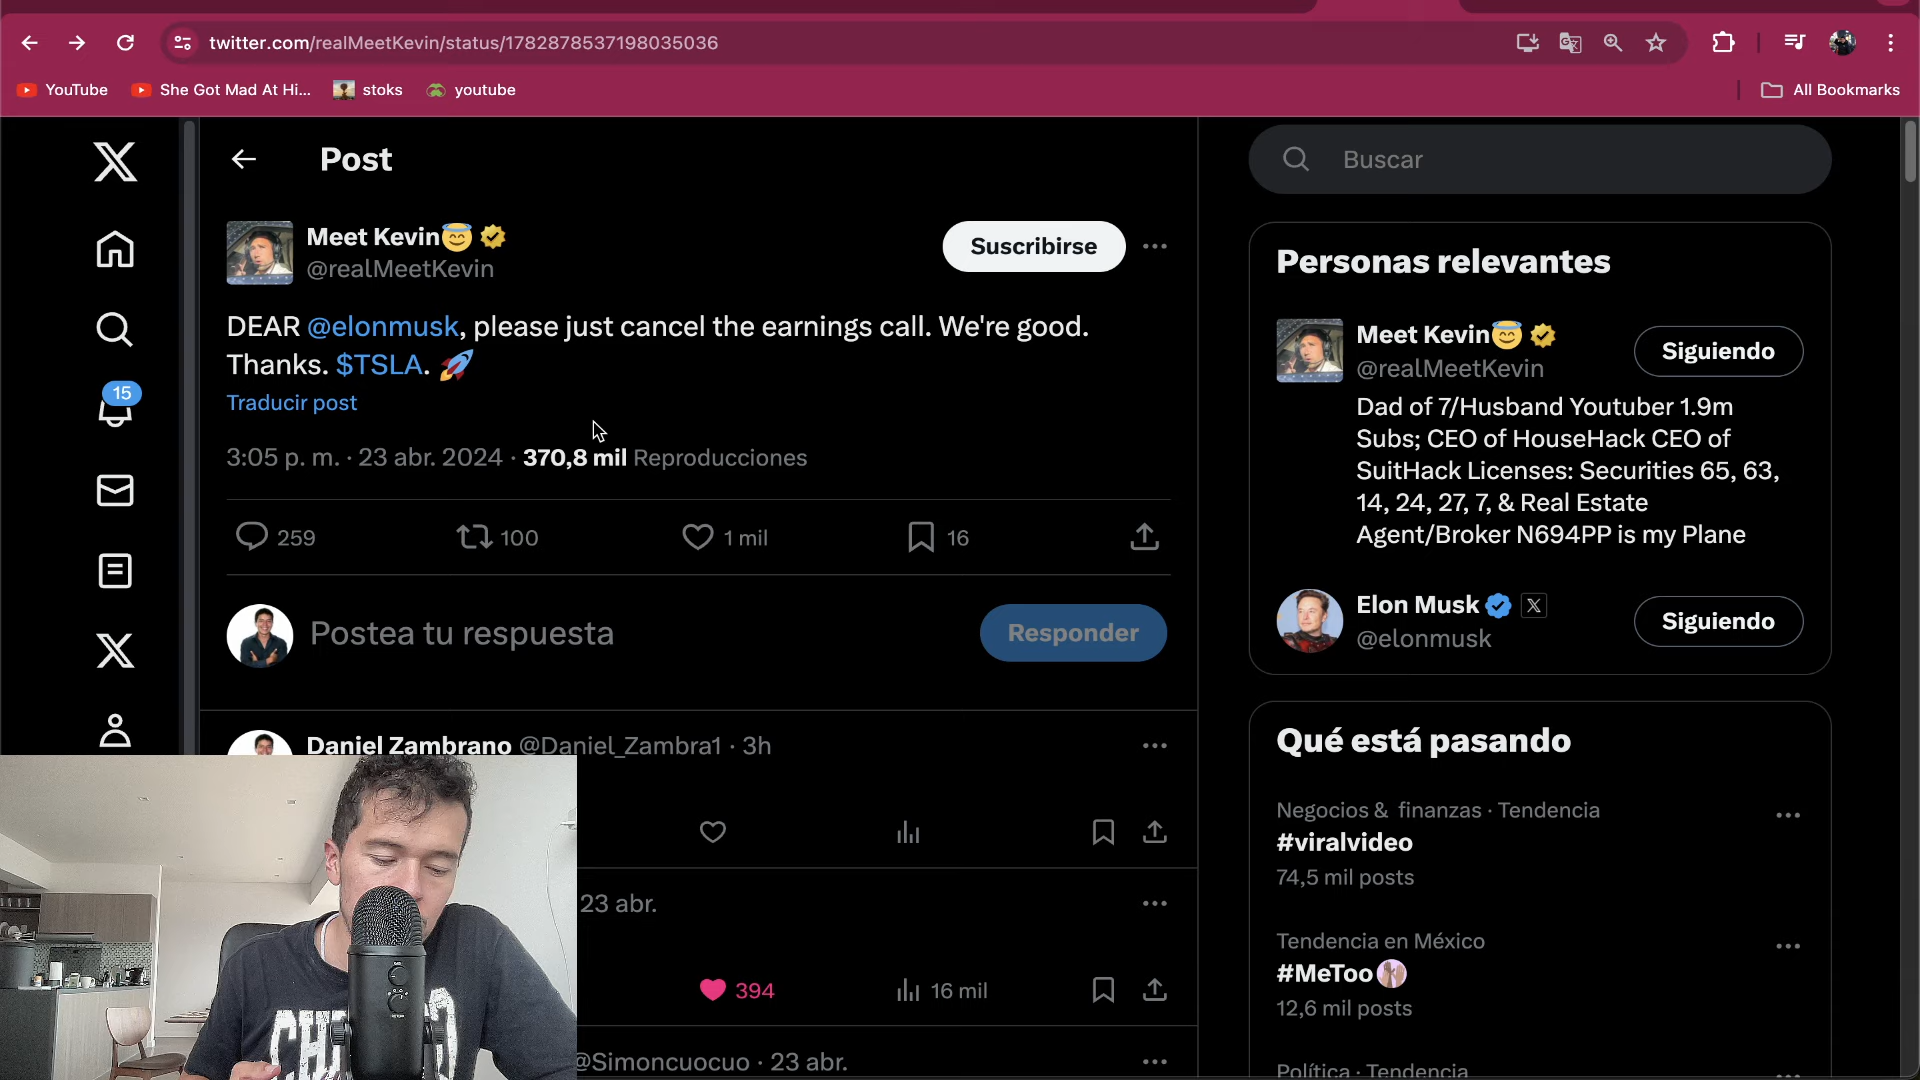 twitter.com/realMeetKevin/status/1782878537198035036
YouTube
She Got Mad At Hi...
stoks
youtube
All Bookmarks
Post
Meet Kevin
@realMeetKevin
Suscribirse
DEAR @elonmusk, please just cancel the earnings call. We're good.
Thanks. $TSLA. 🚀
Traducir post
3:05 p. m. · 23 abr. 2024 · 370,8 mil Reproducciones
259
100
1 mil
16
Postea tu respuesta
Responder
Daniel Zambrano @Daniel_Zambra1 · 3h
23 abr.
394
16 mil
@Simoncuocuo · 23 abr.
15
Buscar
Personas relevantes
Meet Kevin
@realMeetKevin
Siguiendo
Dad of 7/Husband Youtuber 1.9m
Subs; CEO of HouseHack CEO of
SuitHack Licenses: Securities 65, 63,
14, 24, 27, 7, & Real Estate
Agent/Broker N694PP is my Plane
Elon Musk
@elonmusk
Siguiendo
Qué está pasando
Negocios & finanzas · Tendencia
#viralvideo
74,5 mil posts
Tendencia en México
#MeToo
12,6 mil posts
Política · Tendencia